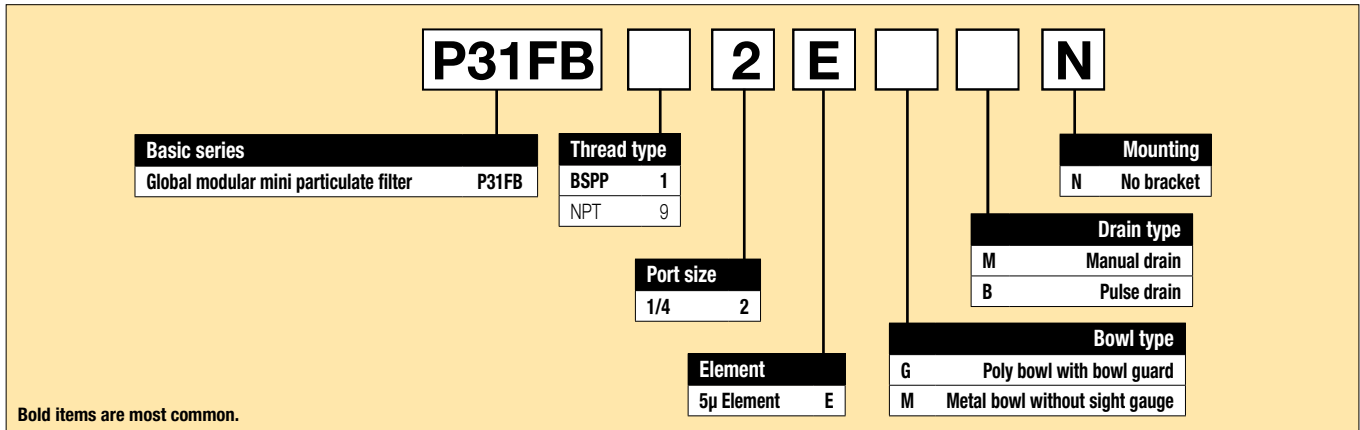 P31FB 2 E N
Basic series
Global modular mini particulate filter P31FB
Thread type
BSPP 1
NPT 9
Port size
1/4 2
Element
5µ Element E
Mounting
N No bracket
Drain type
M Manual drain
B Pulse drain
Bowl type
G Poly bowl with bowl guard
M Metal bowl without sight gauge
Bold items are most common.